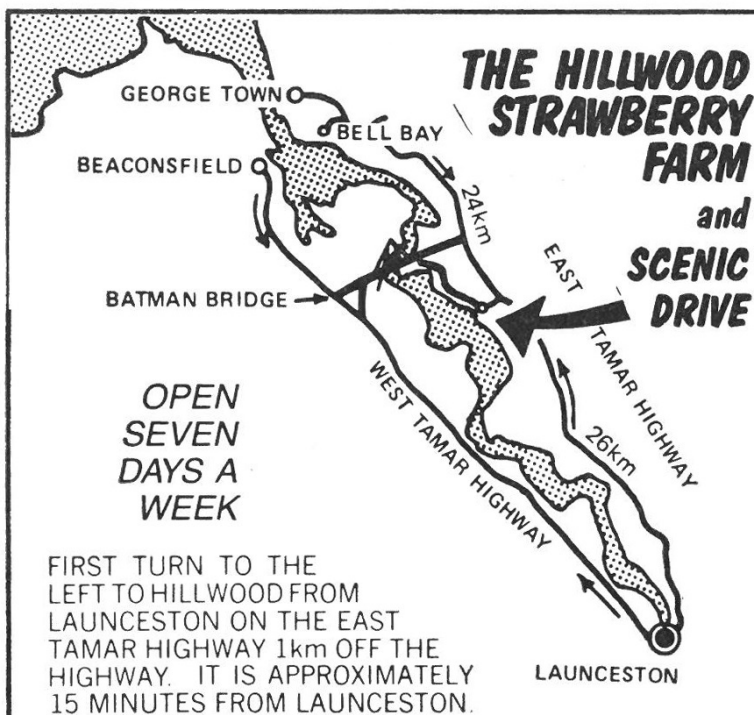 THE HILLWOOD
STRAWBERRY
FARM
and
SCENIC
DRIVE
GEORGE TOWN
BELL BAY
BEACONSFIELD
24km
BATMAN BRIDGE
EAST TAMAR HIGHWAY
WEST TAMAR HIGHWAY
26km
LAUNCESTON
OPEN
SEVEN
DAYS A
WEEK
FIRST TURN TO THE
LEFT TO HILLWOOD FROM
LAUNCESTON ON THE EAST
TAMAR HIGHWAY 1km OFF THE
HIGHWAY. IT IS APPROXIMATELY
15 MINUTES FROM LAUNCESTON.